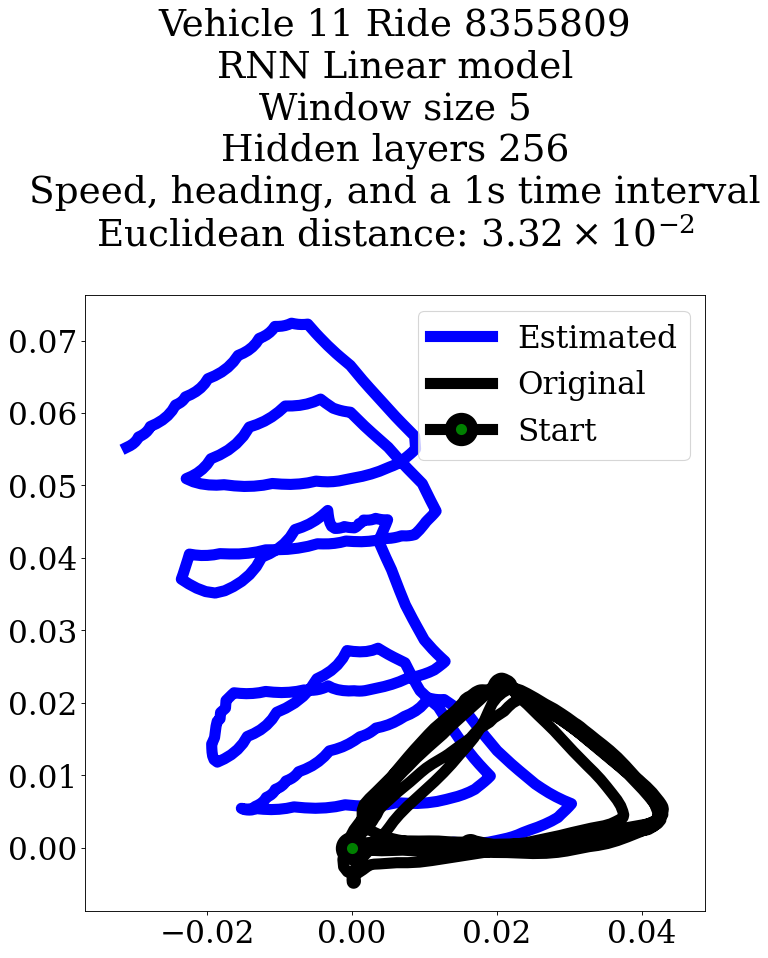 Vehicle 11 Ride 8355809
RNN Linear model
Window size 5
Hidden layers 256
Speed, heading, and a 1s time interval
Euclidean distance: 3.32 × 10⁻²
Estimated
Original
Start
0.07
0.06
0.05
0.04
0.03
0.02
0.01
0.00
−0.02 0.00 0.02 0.04